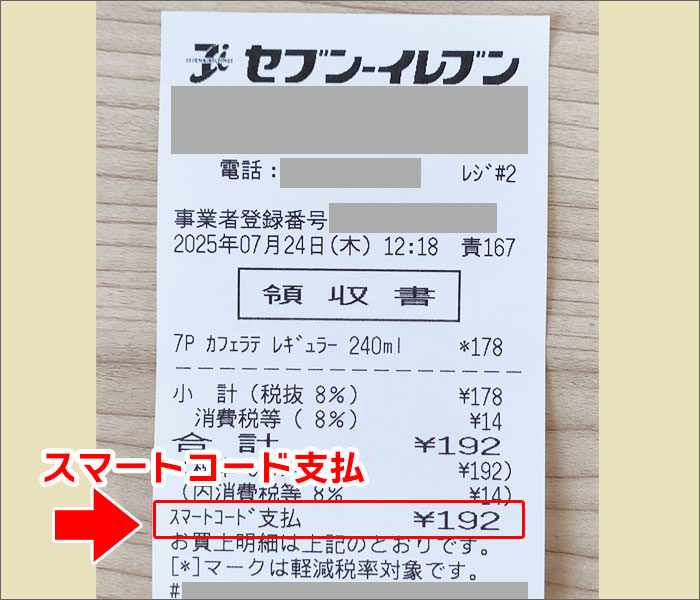 セブン-イレブン
電話:
ﾚｼﾞ#2
事業者登録番号
2025年07月24日(木) 12:18 責167
領収書
7P ｶﾌｪﾗﾃ ﾚｷﾞｭﾗｰ 240ml *178
小 計(税抜 8%) ¥178
消費税等( 8%) ¥14
合 計 ¥192
¥192)
スマートコード支払
(内消費税等 8% ¥14)
ｽﾏｰﾄｺｰﾄﾞ支払 ¥192
お買上明細は上記のとおりです。
[*]マークは軽減税率対象です。
#